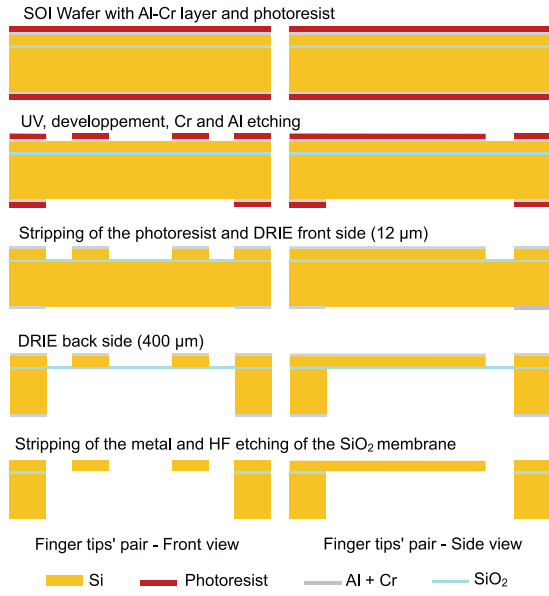 SOI Wafer with Al-Cr layer and photoresist
UV, developpement, Cr and Al etching
Stripping of the photoresist and DRIE front side (12 µm)
DRIE back side (400 µm)
Stripping of the metal and HF etching of the SiO₂ membrane
Finger tips' pair - Front view
Finger tips' pair - Side view
Si
Photoresist
Al + Cr
SiO₂